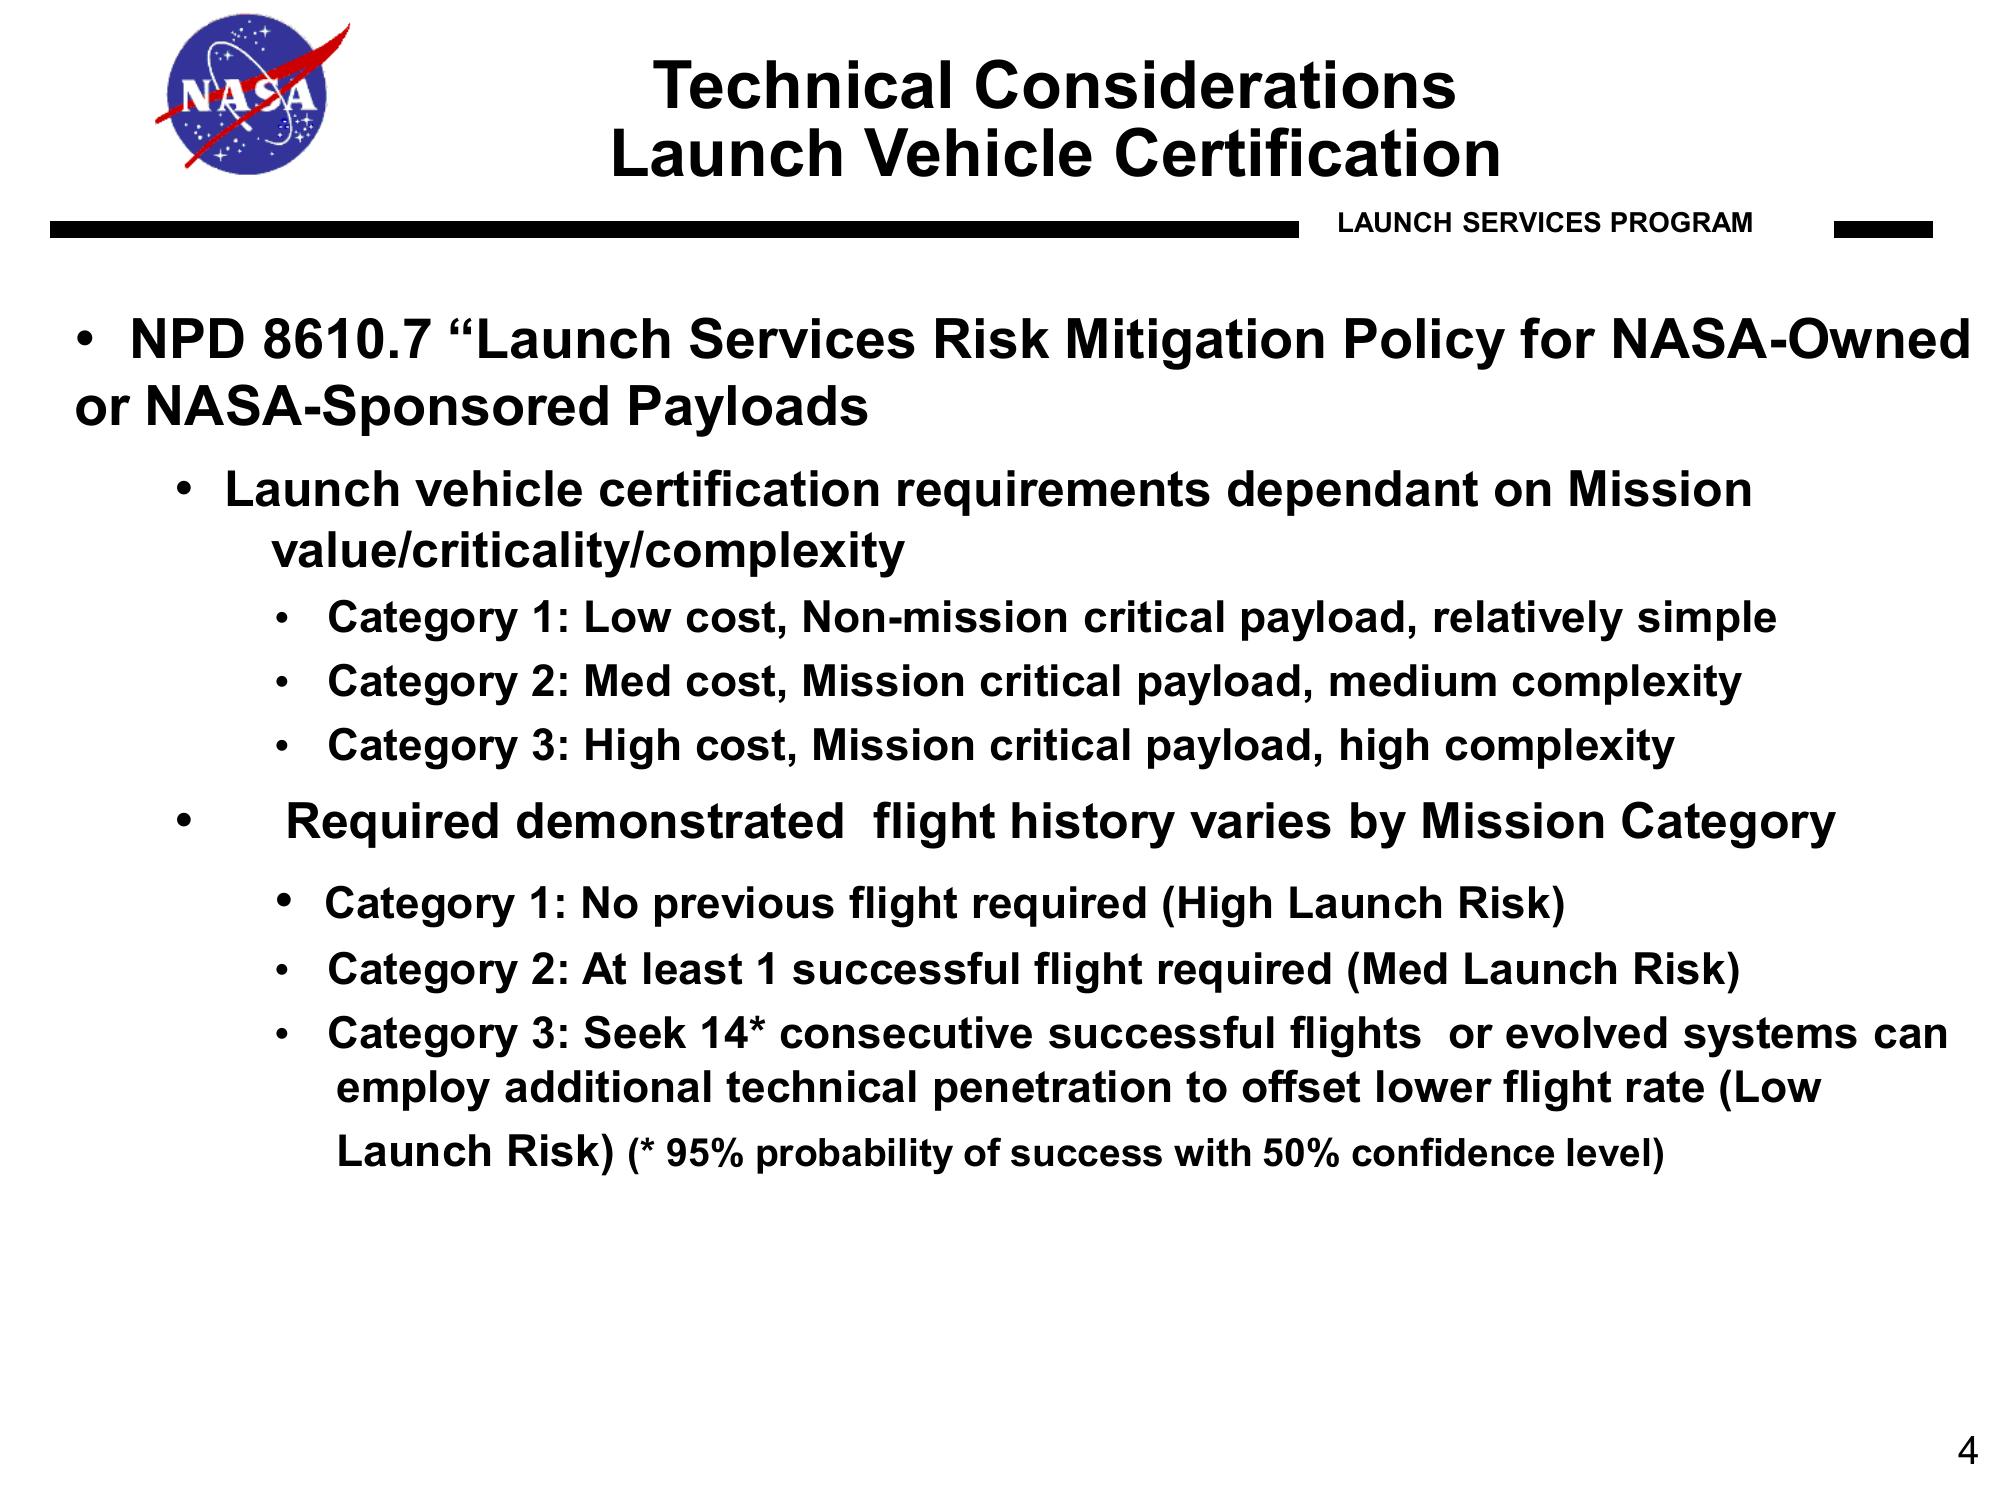 NASA
Technical Considerations
Launch Vehicle Certification
LAUNCH SERVICES PROGRAM
• NPD 8610.7 “Launch Services Risk Mitigation Policy for NASA-Owned
or NASA-Sponsored Payloads
• Launch vehicle certification requirements dependant on Mission
value/criticality/complexity
• Category 1: Low cost, Non-mission critical payload, relatively simple
• Category 2: Med cost, Mission critical payload, medium complexity
• Category 3: High cost, Mission critical payload, high complexity
• Required demonstrated  flight history varies by Mission Category
• Category 1: No previous flight required (High Launch Risk)
• Category 2: At least 1 successful flight required (Med Launch Risk)
• Category 3: Seek 14* consecutive successful flights  or evolved systems can
employ additional technical penetration to offset lower flight rate (Low
Launch Risk) (* 95% probability of success with 50% confidence level)
4